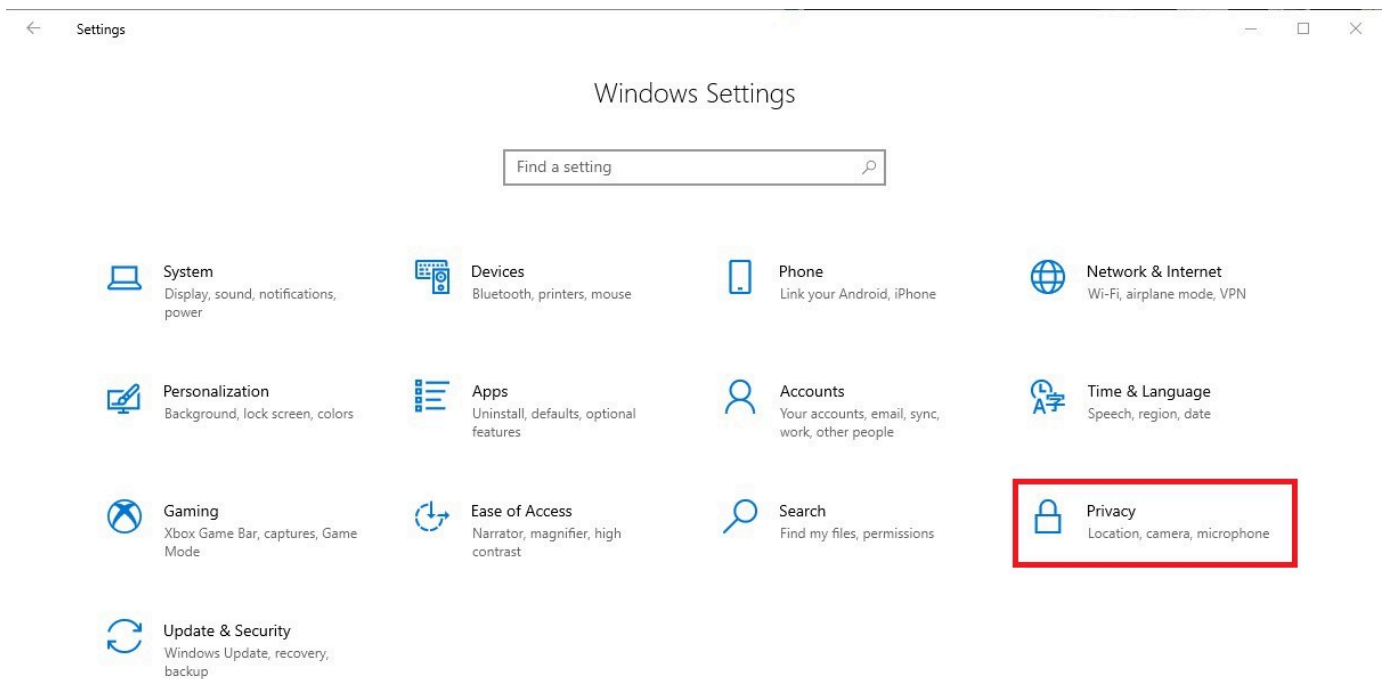 Settings
Windows Settings
Find a setting
System
Display, sound, notifications,
power
Devices
Bluetooth, printers, mouse
Phone
Link your Android, iPhone
Network & Internet
Wi-Fi, airplane mode, VPN
Personalization
Background, lock screen, colors
Apps
Uninstall, defaults, optional
features
Accounts
Your accounts, email, sync,
work, other people
Time & Language
Speech, region, date
Gaming
Xbox Game Bar, captures, Game
Mode
Ease of Access
Narrator, magnifier, high
contrast
Search
Find my files, permissions
Privacy
Location, camera, microphone
Update & Security
Windows Update, recovery,
backup